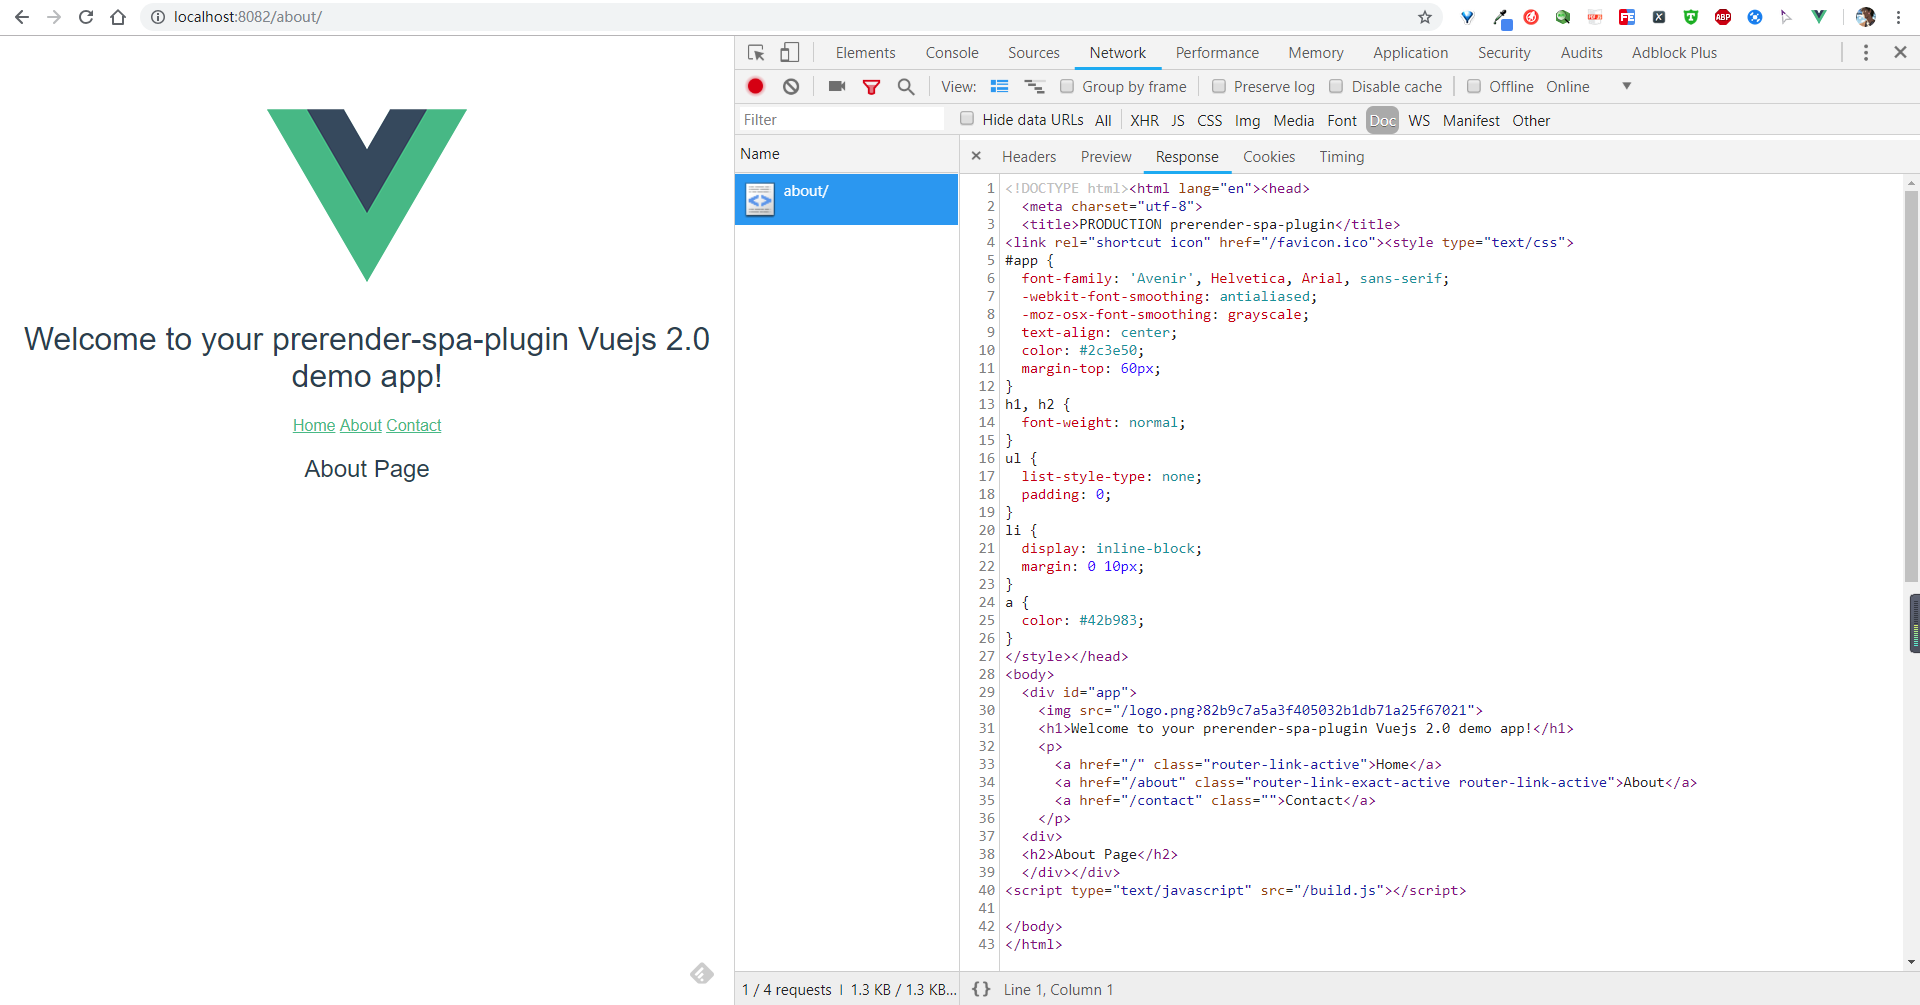 localhost:8082/about/
Welcome to your prerender-spa-plugin Vuejs 2.0
demo app!
Home About Contact
About Page
Elements Console Sources Network Performance Memory Application Security Audits Adblock Plus
View: Group by frame Preserve log Disable cache Offline Online
Filter Hide data URLs All XHR JS CSS Img Media Font Doc WS Manifest Other
Name
about/
Headers Preview Response Cookies Timing
1 <!DOCTYPE html><html lang="en"><head>
2   <meta charset="utf-8">
3   <title>PRODUCTION prerender-spa-plugin</title>
4 <link rel="shortcut icon" href="/favicon.ico"><style type="text/css">
5 #app {
6   font-family: 'Avenir', Helvetica, Arial, sans-serif;
7   -webkit-font-smoothing: antialiased;
8   -moz-osx-font-smoothing: grayscale;
9   text-align: center;
10   color: #2c3e50;
11   margin-top: 60px;
12 }
13 h1, h2 {
14   font-weight: normal;
15 }
16 ul {
17   list-style-type: none;
18   padding: 0;
19 }
20 li {
21   display: inline-block;
22   margin: 0 10px;
23 }
24 a {
25   color: #42b983;
26 }
27 </style></head>
28 <body>
29   <div id="app">
30     <img src="/logo.png?82b9c7a5a3f405032b1db71a25f67021">
31     <h1>Welcome to your prerender-spa-plugin Vuejs 2.0 demo app!</h1>
32     <p>
33       <a href="/" class="router-link-active">Home</a>
34       <a href="/about" class="router-link-exact-active router-link-active">About</a>
35       <a href="/contact" class="">Contact</a>
36     </p>
37   <div>
38   <h2>About Page</h2>
39   </div></div>
40 <script type="text/javascript" src="/build.js"></script>
41
42 </body>
43 </html>
1 / 4 requests | 1.3 KB / 1.3 KB...
{} Line 1, Column 1
ABP
FE